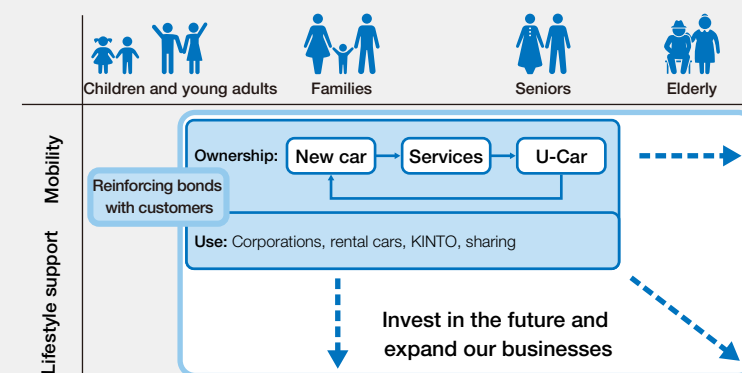 Children and young adults
Families
Seniors
Elderly
Mobility
Ownership:
New car
Services
U-Car
Reinforcing bonds
with customers
Use: Corporations, rental cars, KINTO, sharing
Lifestyle support
Invest in the future and
expand our businesses